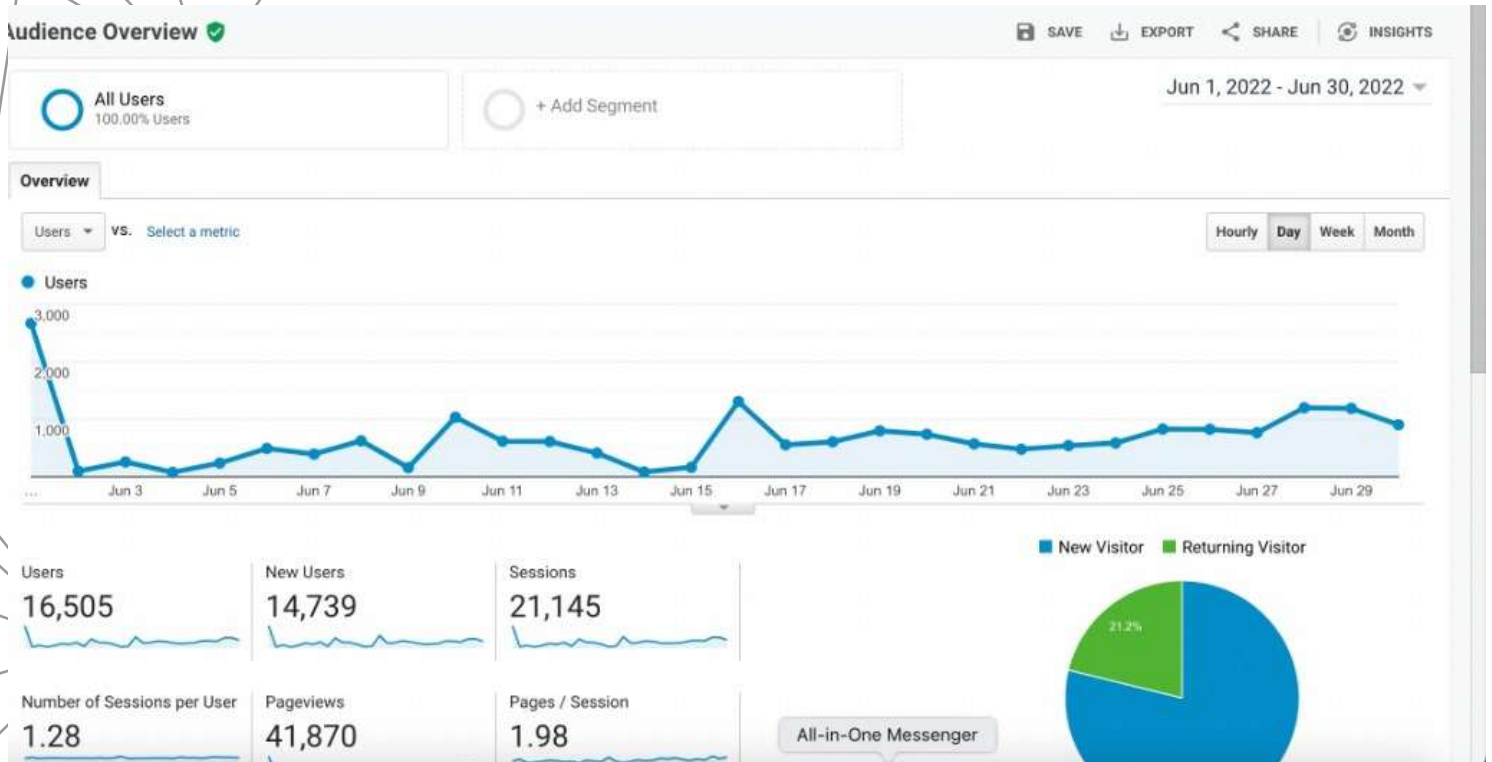 Audience Overview
SAVE EXPORT SHARE INSIGHTS
All Users
100.00% Users
+ Add Segment
Jun 1, 2022 - Jun 30, 2022
Overview
Users VS. Select a metric
Hourly Day Week Month
Users
3,000
2,000
1,000
... Jun 3 Jun 5 Jun 7 Jun 9 Jun 11 Jun 13 Jun 15 Jun 17 Jun 19 Jun 21 Jun 23 Jun 25 Jun 27 Jun 29
New Visitor Returning Visitor
Users New Users Sessions
16,505 14,739 21,145
21.2%
Number of Sessions per User Pageviews Pages / Session
1.28 41,870 1.98
All-in-One Messenger